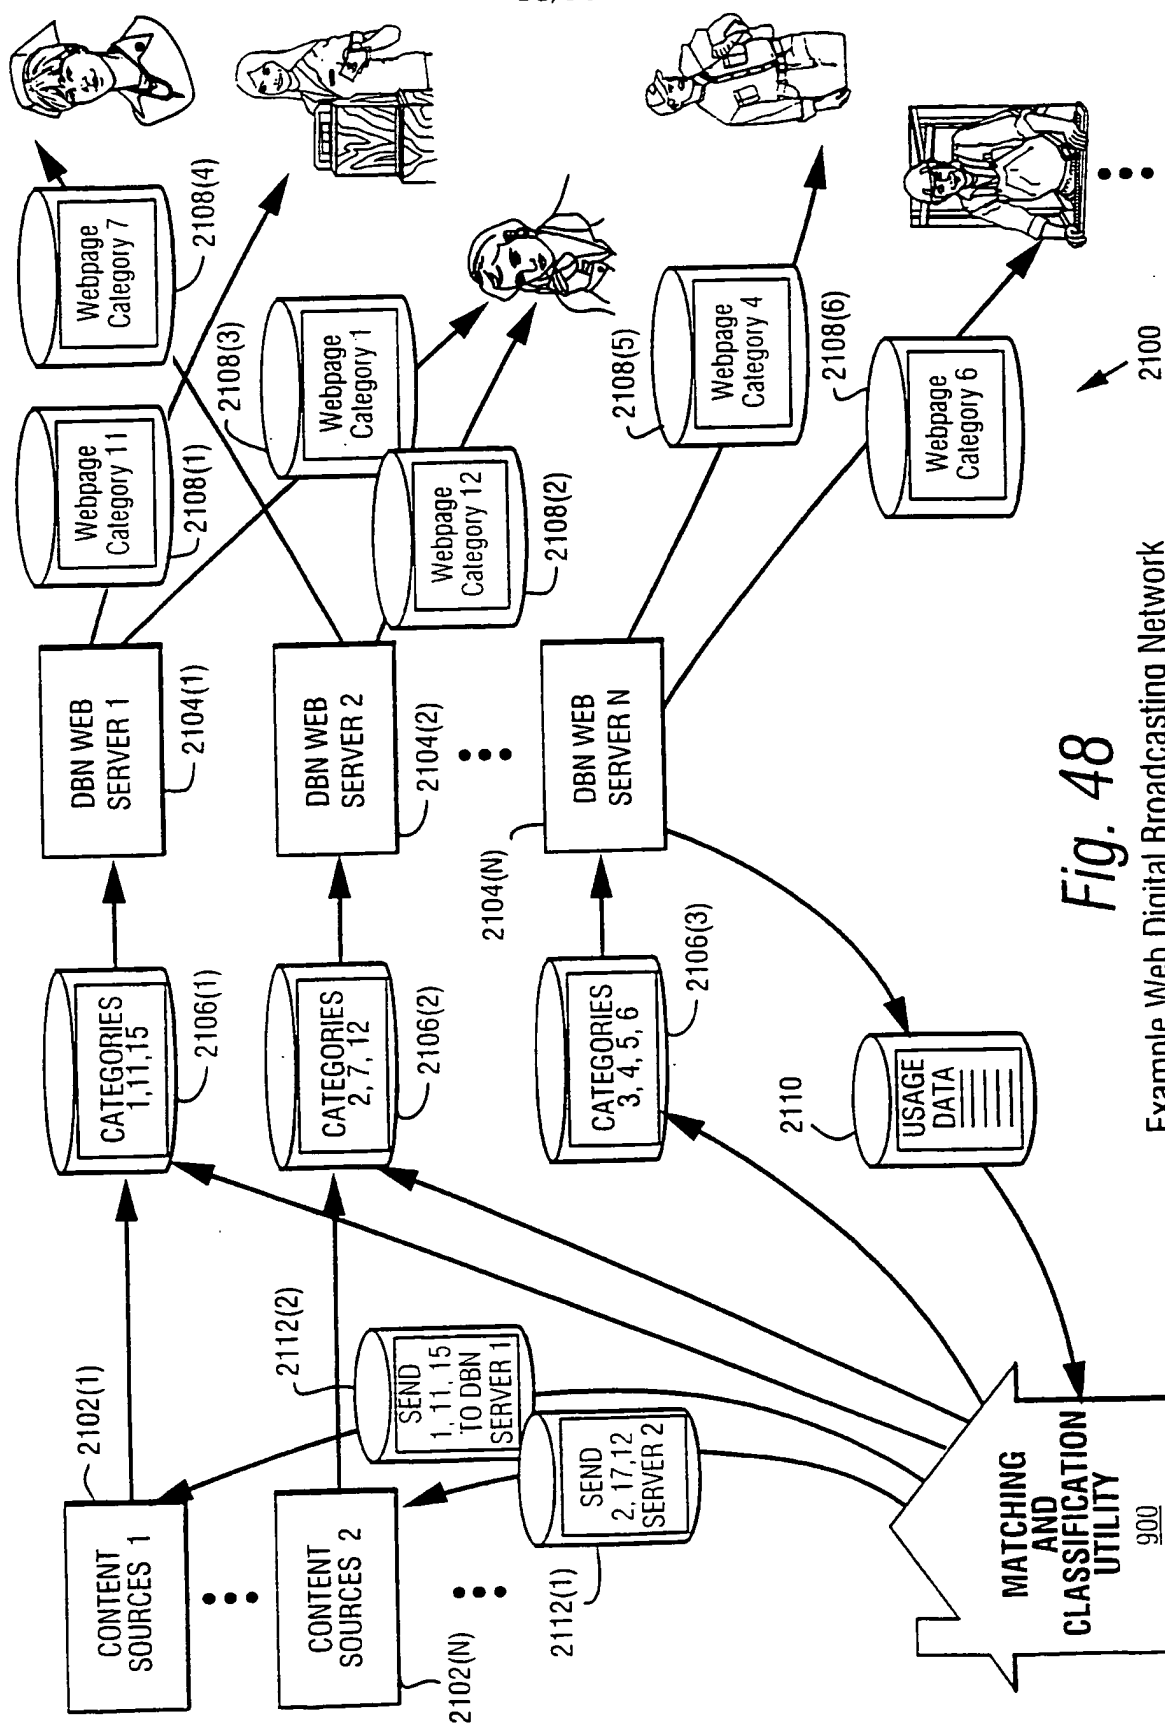 CONTENT
SOURCES 1
2102(1)
CONTENT
SOURCES 2
2102(N)
SEND
1, 11, 15
TO DBN
SERVER 1
2112(2)
SEND
2, 17, 12
SERVER 2
2112(1)
MATCHING
AND
CLASSIFICATION
UTILITY
900
CATEGORIES
1, 11, 15
2106(1)
CATEGORIES
2, 7, 12
2106(2)
CATEGORIES
3, 4, 5, 6
2106(3)
USAGE
DATA
2110
DBN WEB
SERVER 1
2104(1)
DBN WEB
SERVER 2
2104(2)
DBN WEB
SERVER N
2104(N)
Webpage
Category 11
2108(1)
Webpage
Category 7
2108(4)
Webpage
Category 1
2108(3)
Webpage
Category 12
2108(2)
Webpage
Category 4
2108(5)
Webpage
Category 6
2108(6)
2100
Fig. 48
Example Web Digital Broadcasting Network